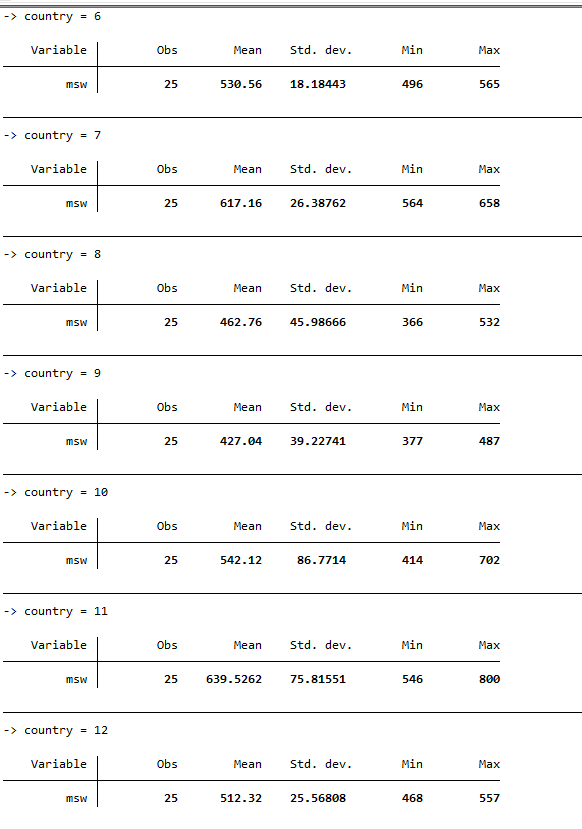 -> country = 6
Variable Obs Mean Std. dev. Min Max
msw 25 530.56 18.18443 496 565
-> country = 7
Variable Obs Mean Std. dev. Min Max
msw 25 617.16 26.38762 564 658
-> country = 8
Variable Obs Mean Std. dev. Min Max
msw 25 462.76 45.98666 366 532
-> country = 9
Variable Obs Mean Std. dev. Min Max
msw 25 427.04 39.22741 377 487
-> country = 10
Variable Obs Mean Std. dev. Min Max
msw 25 542.12 86.7714 414 702
-> country = 11
Variable Obs Mean Std. dev. Min Max
msw 25 639.5262 75.81551 546 800
-> country = 12
Variable Obs Mean Std. dev. Min Max
msw 25 512.32 25.56808 468 557